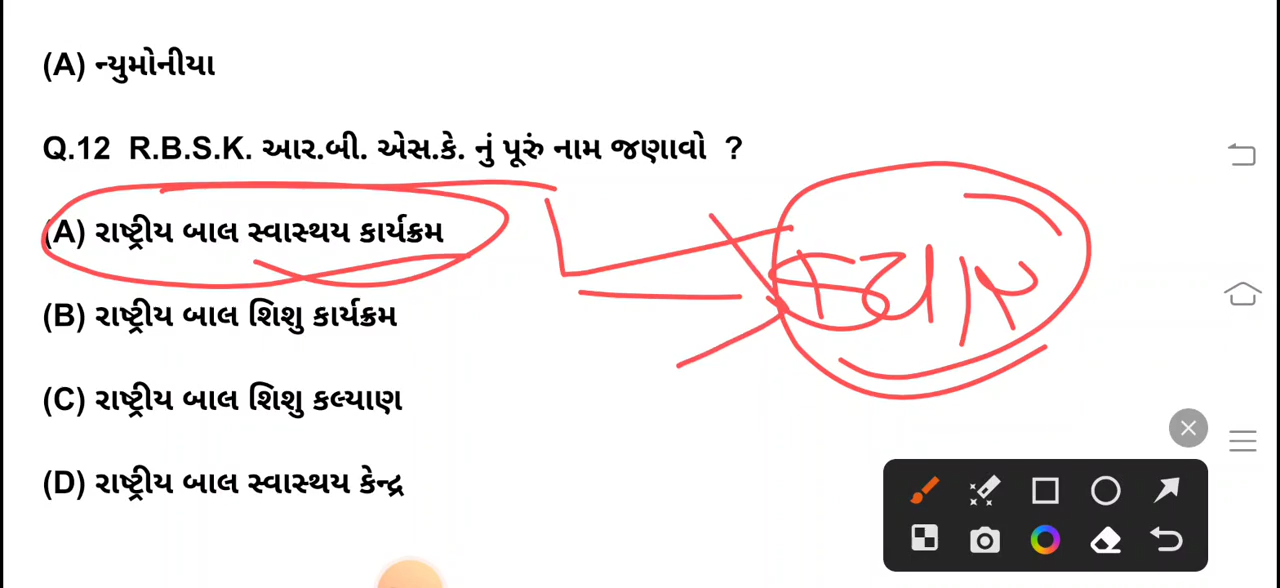 (A) ન્યુમોનીયા
Q.12 R.B.S.K. આર.બી. એસ.કે. નું પૂરું નામ જણાવો ?
(A) રાષ્ટ્રીય બાલ સ્વાસ્થય કાર્યક્રમ
(B) રાષ્ટ્રીય બાલ શિશુ કાર્યક્રમ
(C) રાષ્ટ્રીય બાલ શિશુ કલ્યાણ
(D) રાષ્ટ્રીય બાલ સ્વાસ્થય કેન્દ્ર